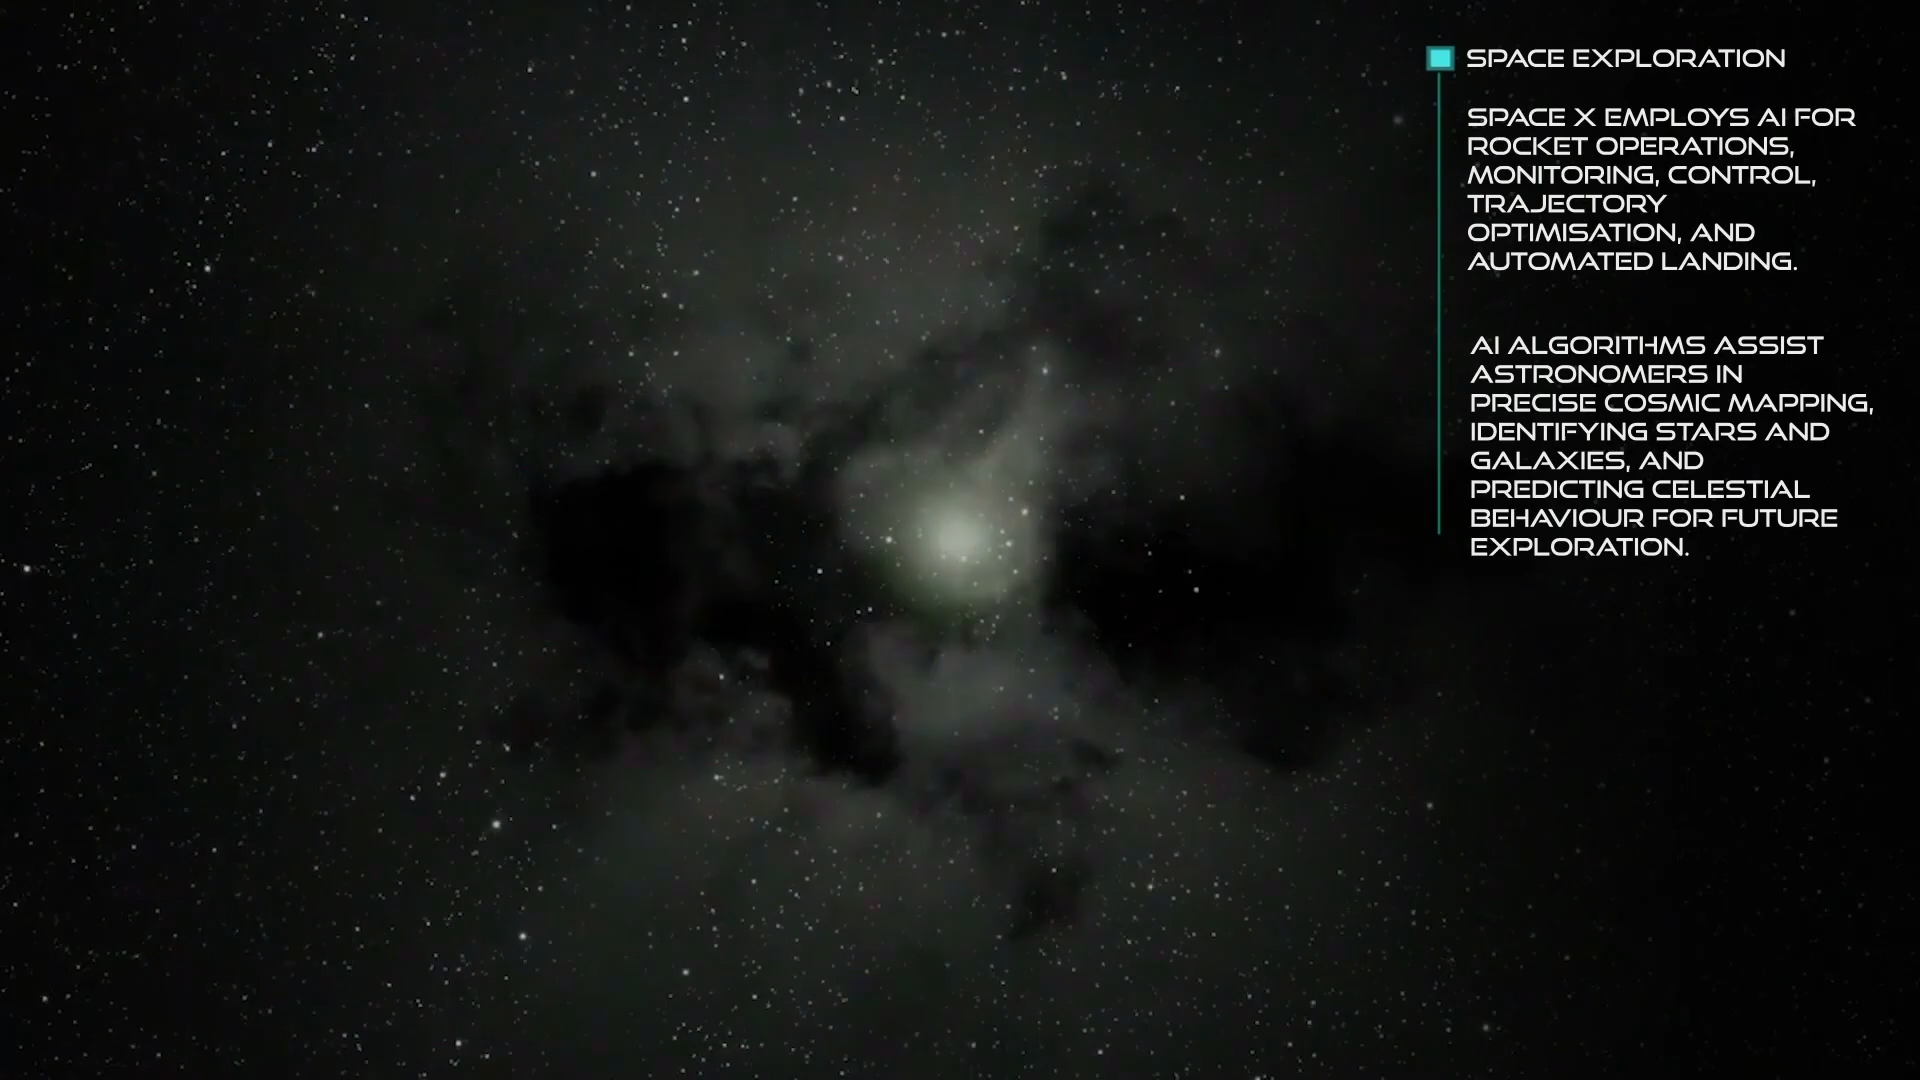 SPACE EXPLORATION
SPACE X EMPLOYS AI FOR
ROCKET OPERATIONS,
MONITORING, CONTROL,
TRAJECTORY
OPTIMISATION, AND
AUTOMATED LANDING.
AI ALGORITHMS ASSIST
ASTRONOMERS IN
PRECISE COSMIC MAPPING,
IDENTIFYING STARS AND
GALAXIES, AND
PREDICTING CELESTIAL
BEHAVIOUR FOR FUTURE
EXPLORATION.